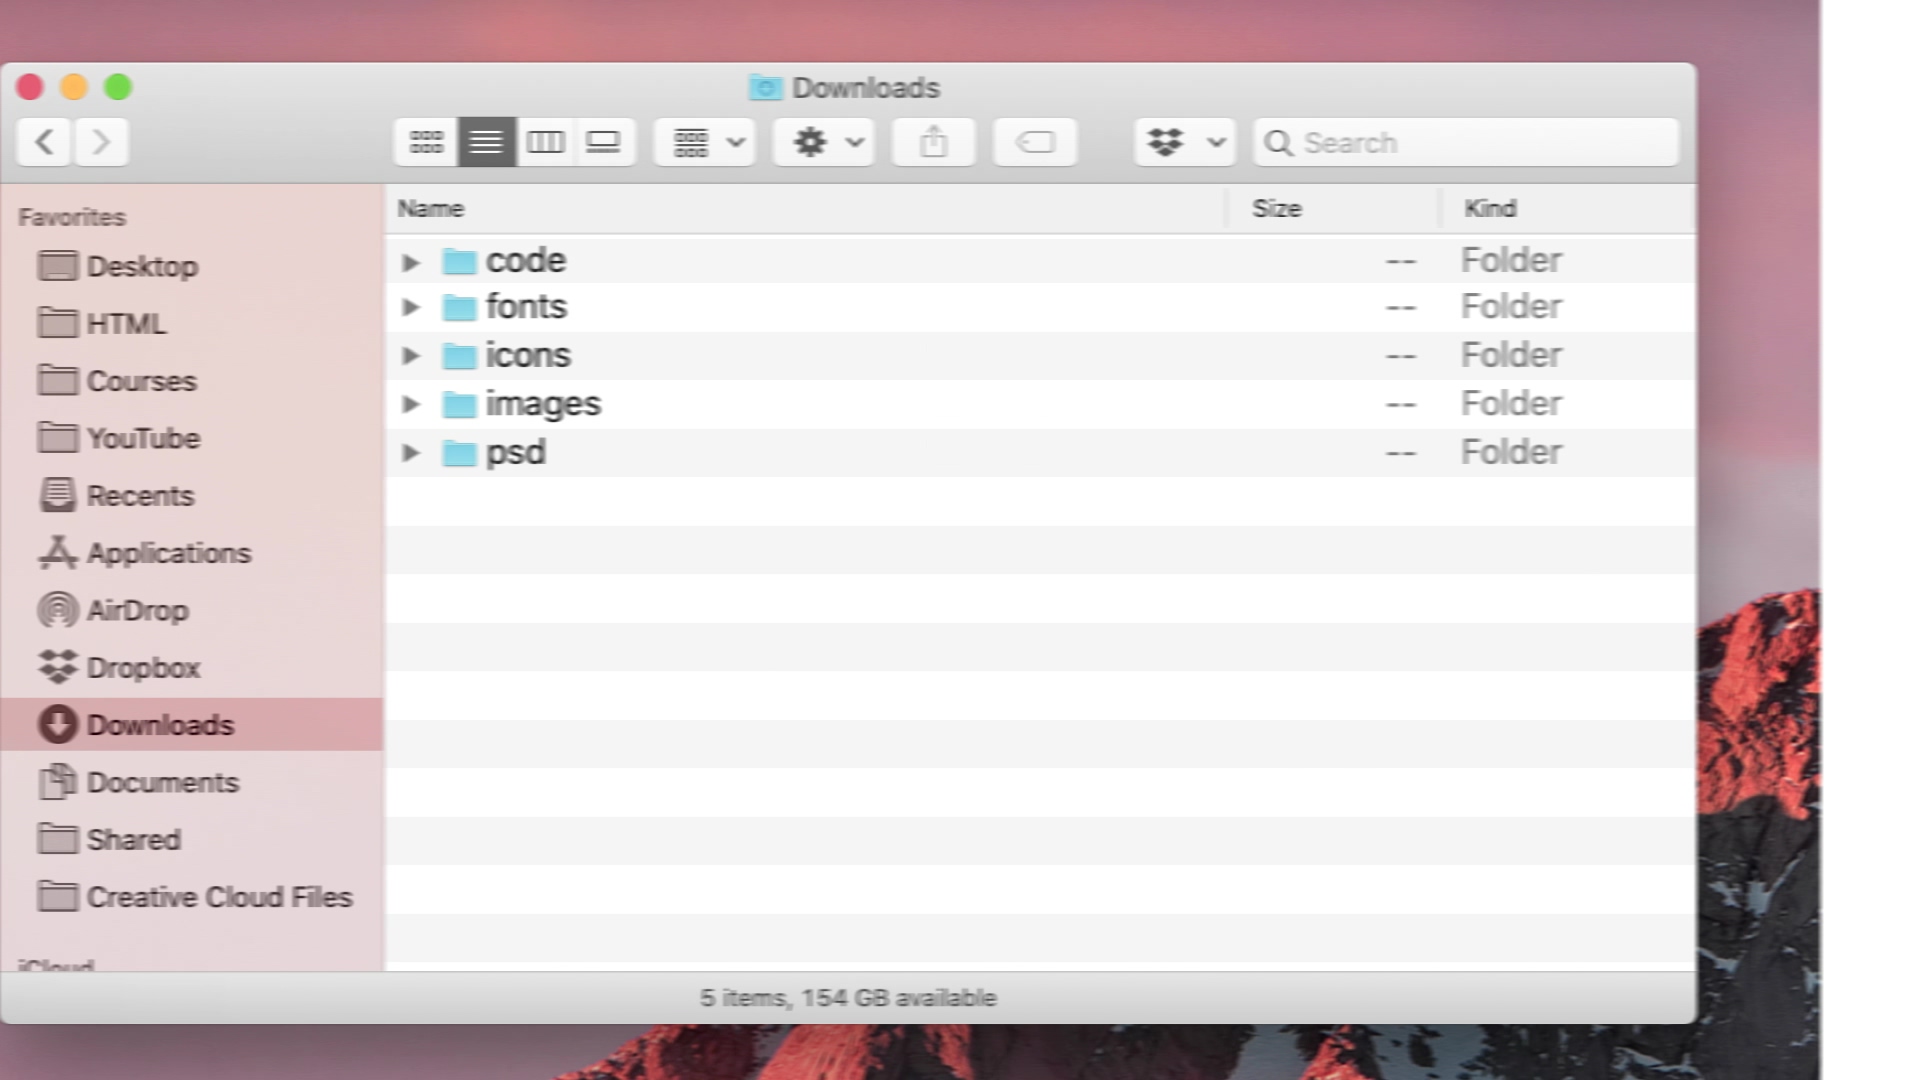 Downloads
Search
Favorites
Desktop
HTML
Courses
YouTube
Recents
Applications
AirDrop
Dropbox
Downloads
Documents
Shared
Creative Cloud Files
iCloud
Name Size Kind
code -- Folder
fonts -- Folder
icons -- Folder
images -- Folder
psd -- Folder
5 items, 154 GB available